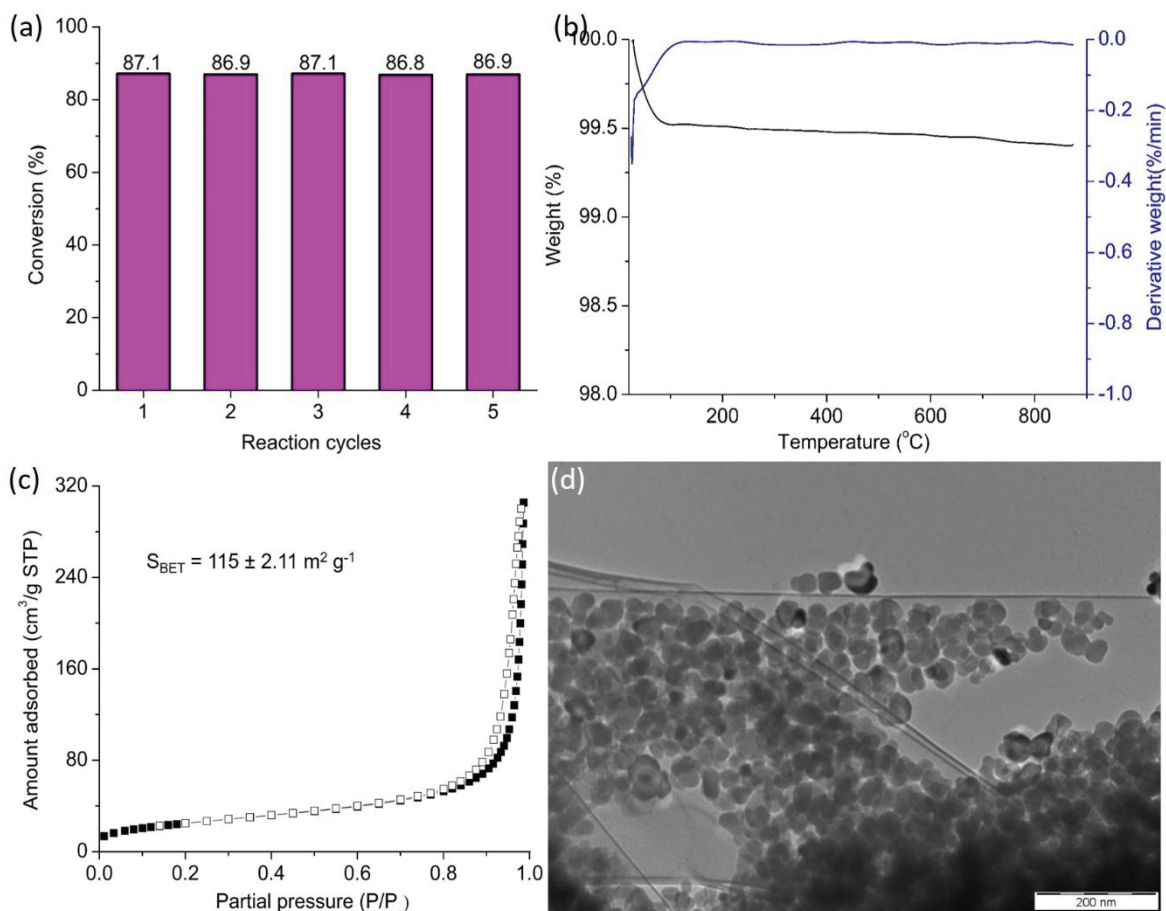 (a)
100
80
60
40
20
0
Conversion (%)
87.1 86.9 87.1 86.8 86.9
1 2 3 4 5
Reaction cycles
(b)
100.0
99.5
99.0
98.5
98.0
Weight (%)
0.0
-0.2
-0.4
-0.6
-0.8
-1.0
Derivative weight(%/min)
200 400 600 800
Temperature (°C)
(c)
320
240
160
80
0
Amount adsorbed (cm³/g STP)
S_BET = 115 ± 2.11 m² g⁻¹
0.0 0.2 0.4 0.6 0.8 1.0
Partial pressure (P/P )
(d)
200 nm